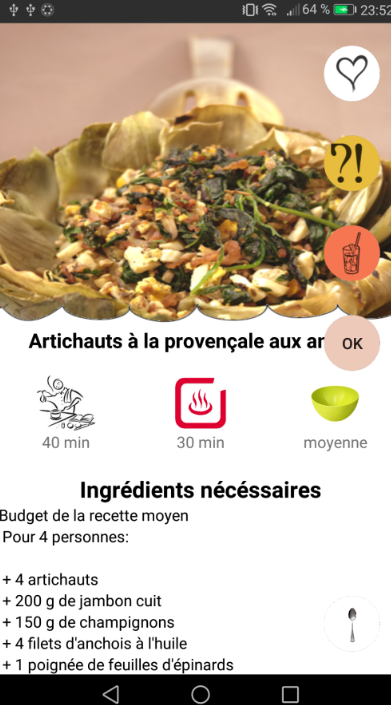 64 % 23:52
?!
Artichauts à la provençale aux
OK
40 min
30 min
moyenne
Ingrédients nécéssaires
Budget de la recette moyen
Pour 4 personnes:
+ 4 artichauts
+ 200 g de jambon cuit
+ 150 g de champignons
+ 4 filets d'anchois à l'huile
+ 1 poignée de feuilles d'épinards